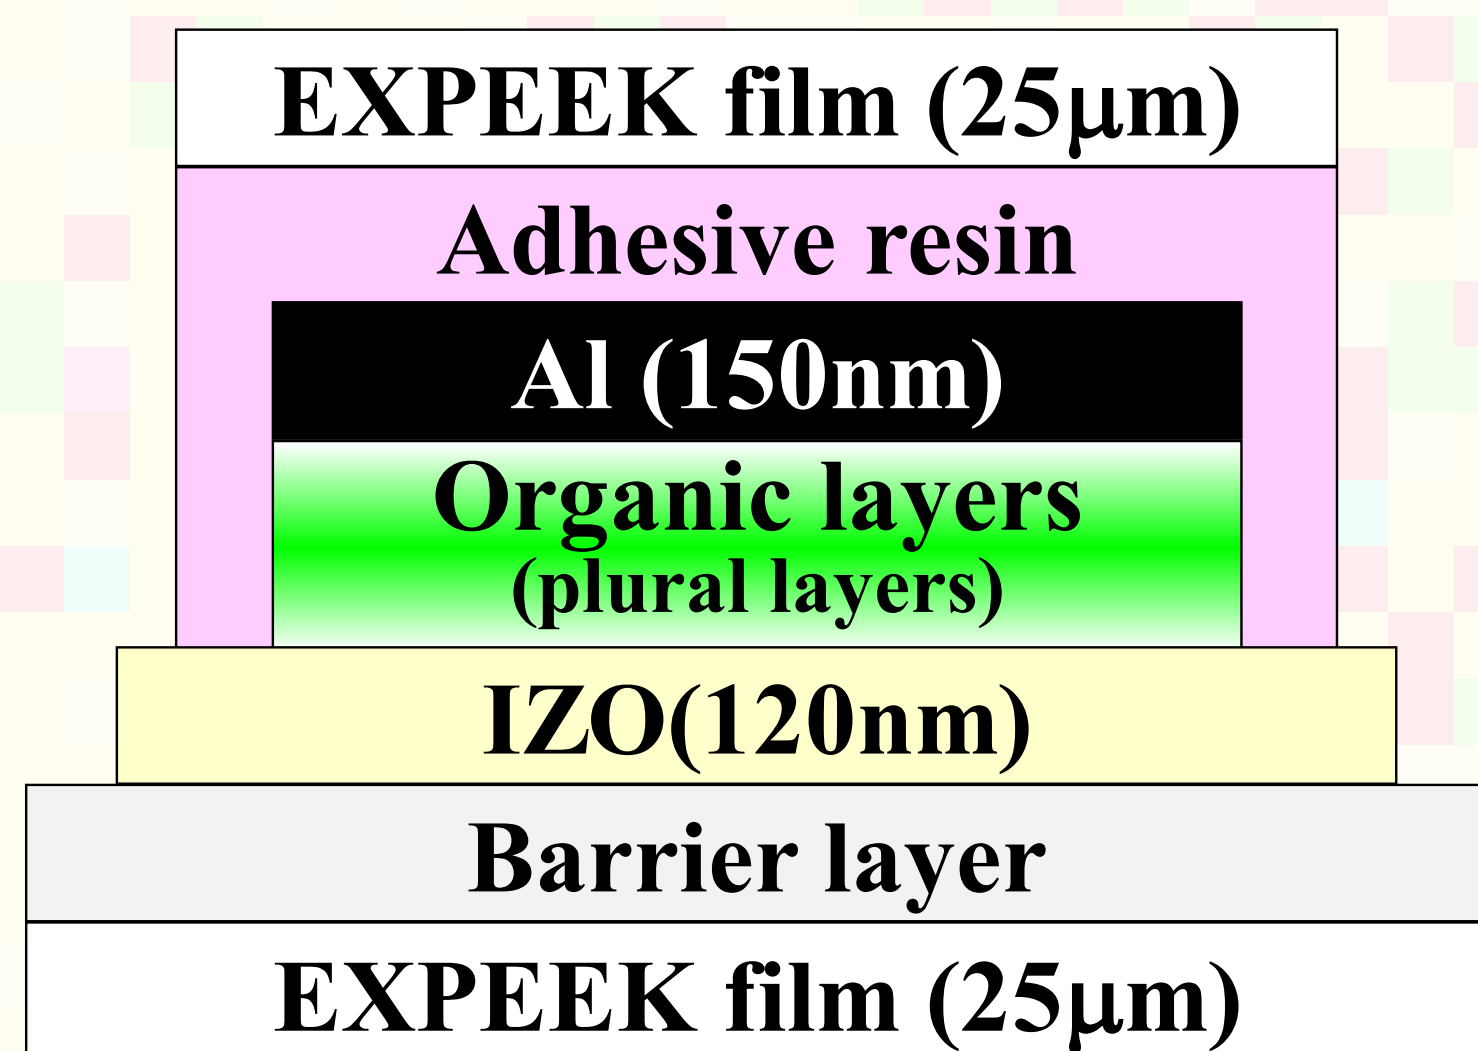 EXPEEK film (25μm)
Adhesive resin
Al (150nm)
Organic layers
(plural layers)
IZO(120nm)
Barrier layer
EXPEEK film (25μm)